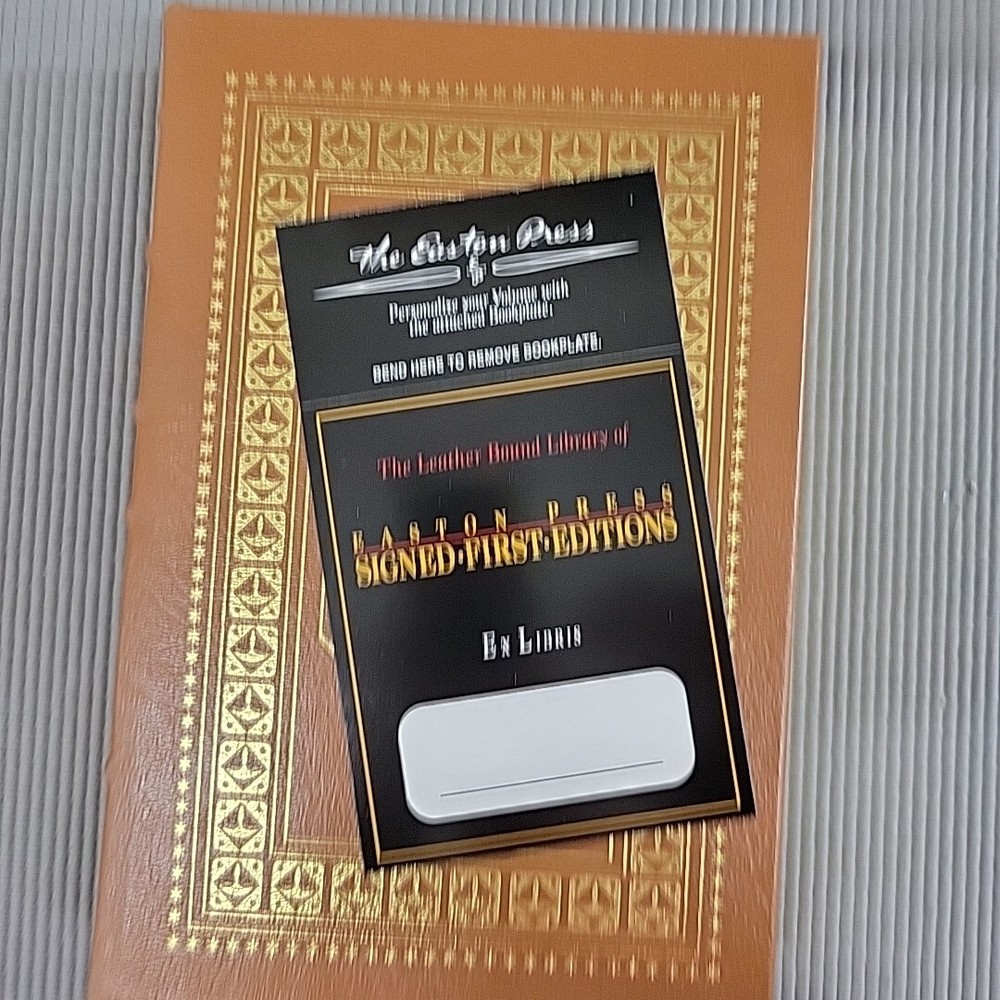 The Easton Press
Personalize your Volume with
the attached Bookplate!
BEND HERE TO REMOVE BOOKPLATE.
The Leather Bound Library of
EASTON PRESS
SIGNED·FIRST·EDITIONS
EX LIBRIS